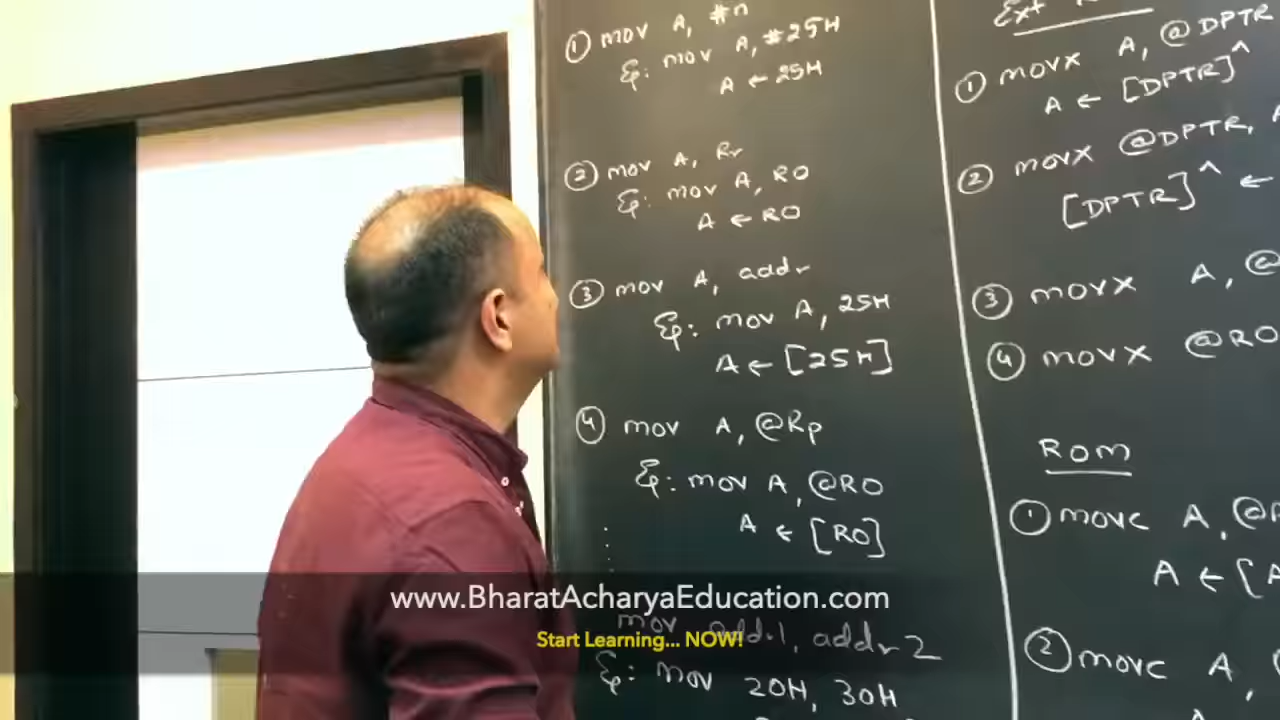 ① mov A, #n
Eg: mov A, #25H
A ← 25H
② mov A, Rr
Eg: mov A, R0
A ← R0
③ mov A, addr
Eg: mov A, 25H
A ← [25H]
④ mov A, @Rp
Eg: mov A, @R0
A ← [R0]
mov addr1, addr2
Eg: mov 20H, 30H
Ext
① movx A, @DPTR
A ← [DPTR]^
② movx @DPTR,
[DPTR]^ ←
③ movx A, @
④ movx @R0
ROM
① movc A, @
A ← [A
② movc A,
www.BharatAcharyaEducation.com
Start Learning... NOW!